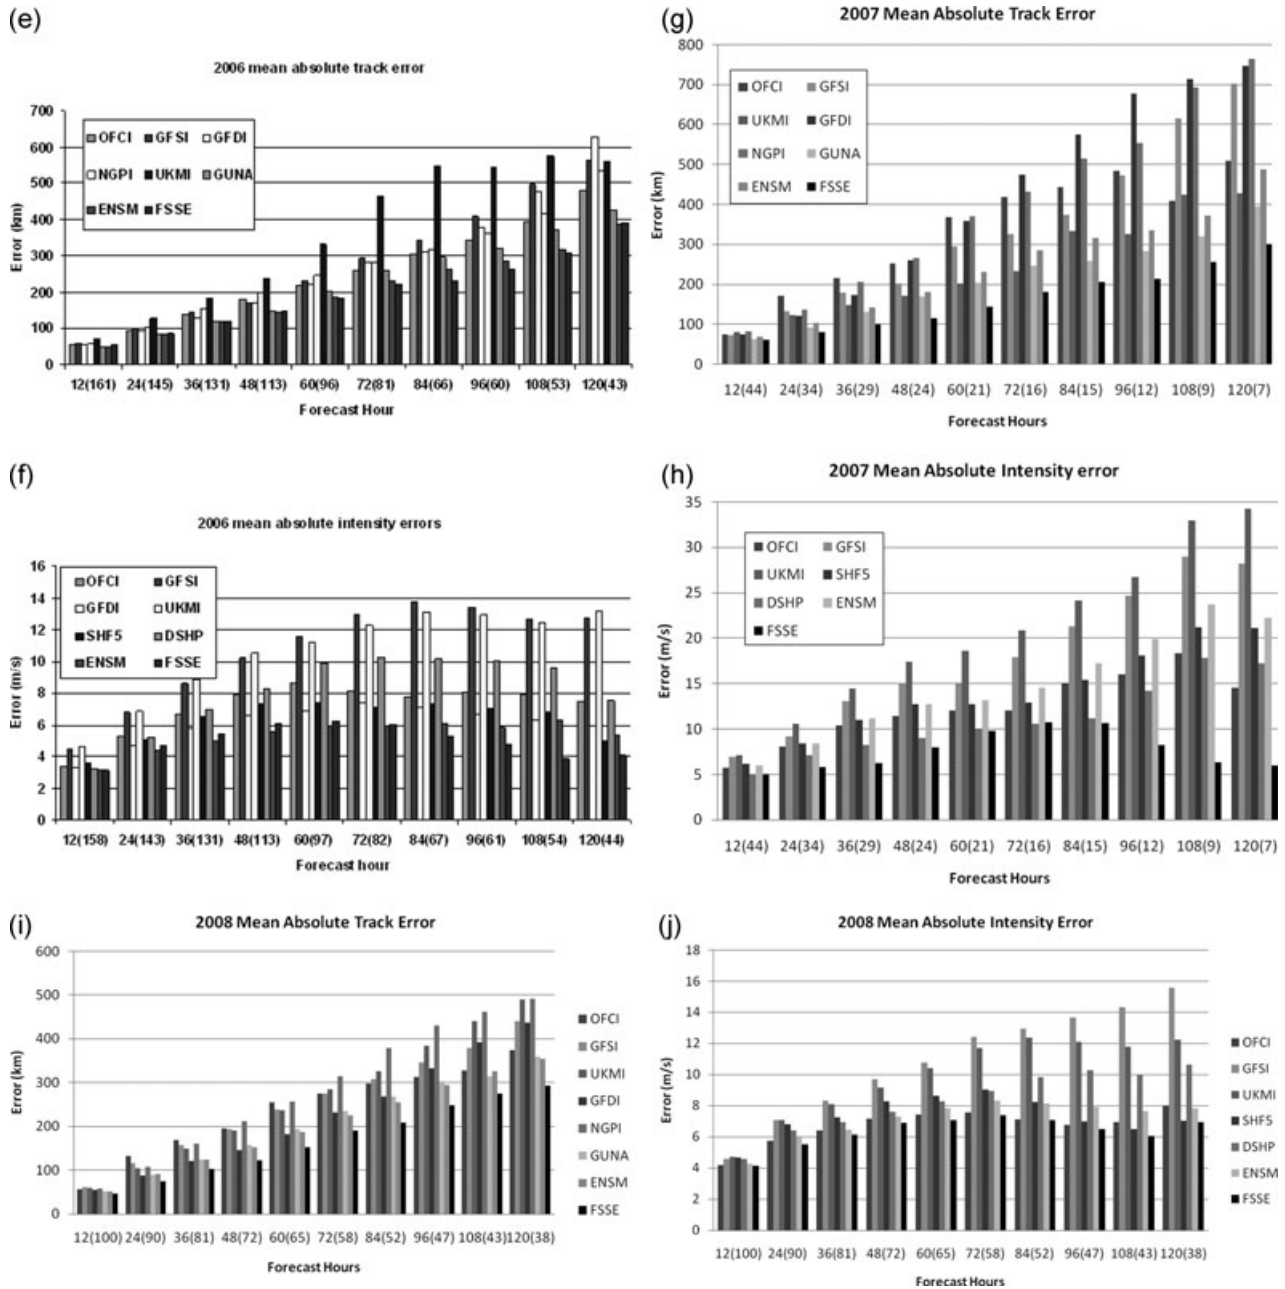 (e)
2006 mean absolute track error
700
600
500
400
300
200
100
0
Error (km)
OFCI GFSI GFDI
NGPI UKMI GUNA
ENSM FSSE
12(161) 24(145) 36(131) 48(113) 60(96) 72(81) 84(66) 96(60) 108(53) 120(43)
Forecast Hour
(g)
2007 Mean Absolute Track Error
800
700
600
500
400
300
200
100
0
Error (km)
OFCI GFSI
UKMI GFDI
NGPI GUNA
ENSM FSSE
12(44) 24(34) 36(29) 48(24) 60(21) 72(16) 84(15) 96(12) 108(9) 120(7)
Forecast Hours
(f)
2006 mean absolute intensity errors
16
14
12
10
8
6
4
2
0
Error (m/s)
OFCI GFSI
GFDI UKMI
SHF5 DSHP
ENSM FSSE
12(158) 24(143) 36(131) 48(113) 60(97) 72(82) 84(67) 96(61) 108(54) 120(44)
Forecast hour
(h)
2007 Mean Absolute Intensity error
35
30
25
20
15
10
5
0
Error (m/s)
OFCI GFSI
UKMI SHF5
DSHP ENSM
FSSE
12(44) 24(34) 36(29) 48(24) 60(21) 72(16) 84(15) 96(12) 108(9) 120(7)
Forecast Hours
(i)
2008 Mean Absolute Track Error
600
500
400
300
200
100
0
Error (km)
OFCI
GFSI
UKMI
GFDI
NGPI
GUNA
ENSM
FSSE
12(100) 24(90) 36(81) 48(72) 60(65) 72(58) 84(52) 96(47) 108(43) 120(38)
Forecast Hours
(j)
2008 Mean Absolute Intensity Error
18
16
14
12
10
8
6
4
2
0
Error (m/s)
OFCI
GFSI
UKMI
SHF5
DSHP
ENSM
FSSE
12(100) 24(90) 36(81) 48(72) 60(65) 72(58) 84(52) 96(47) 108(43) 120(38)
Forecast Hours